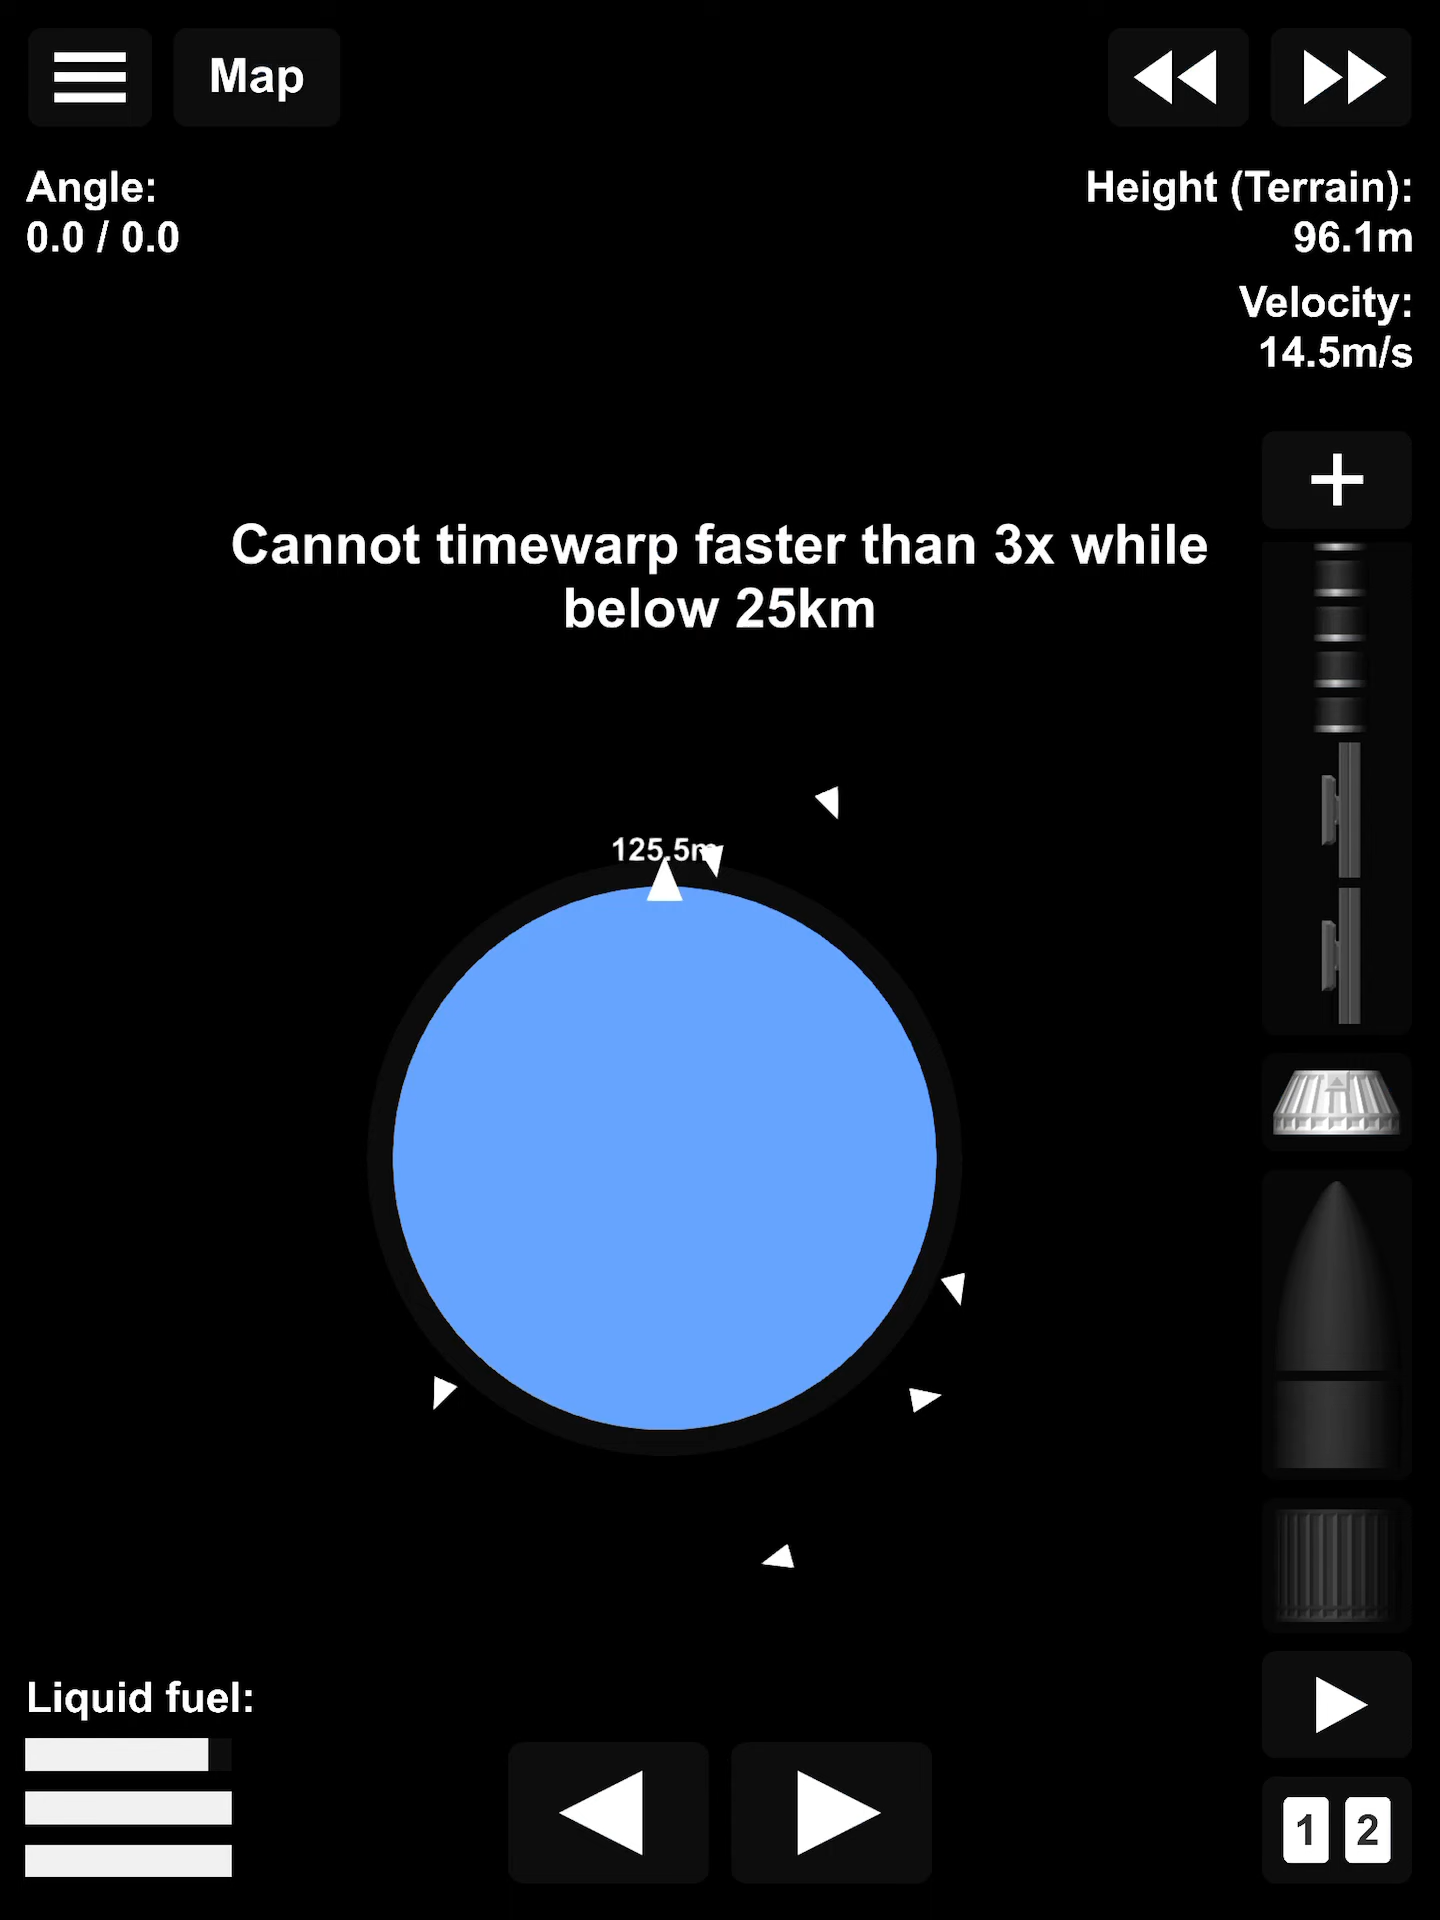 Map
Angle:
0.0 / 0.0
Height (Terrain):
96.1m
Velocity:
14.5m/s
Cannot timewarp faster than 3x while
below 25km
125.5m
Liquid fuel:
1 2